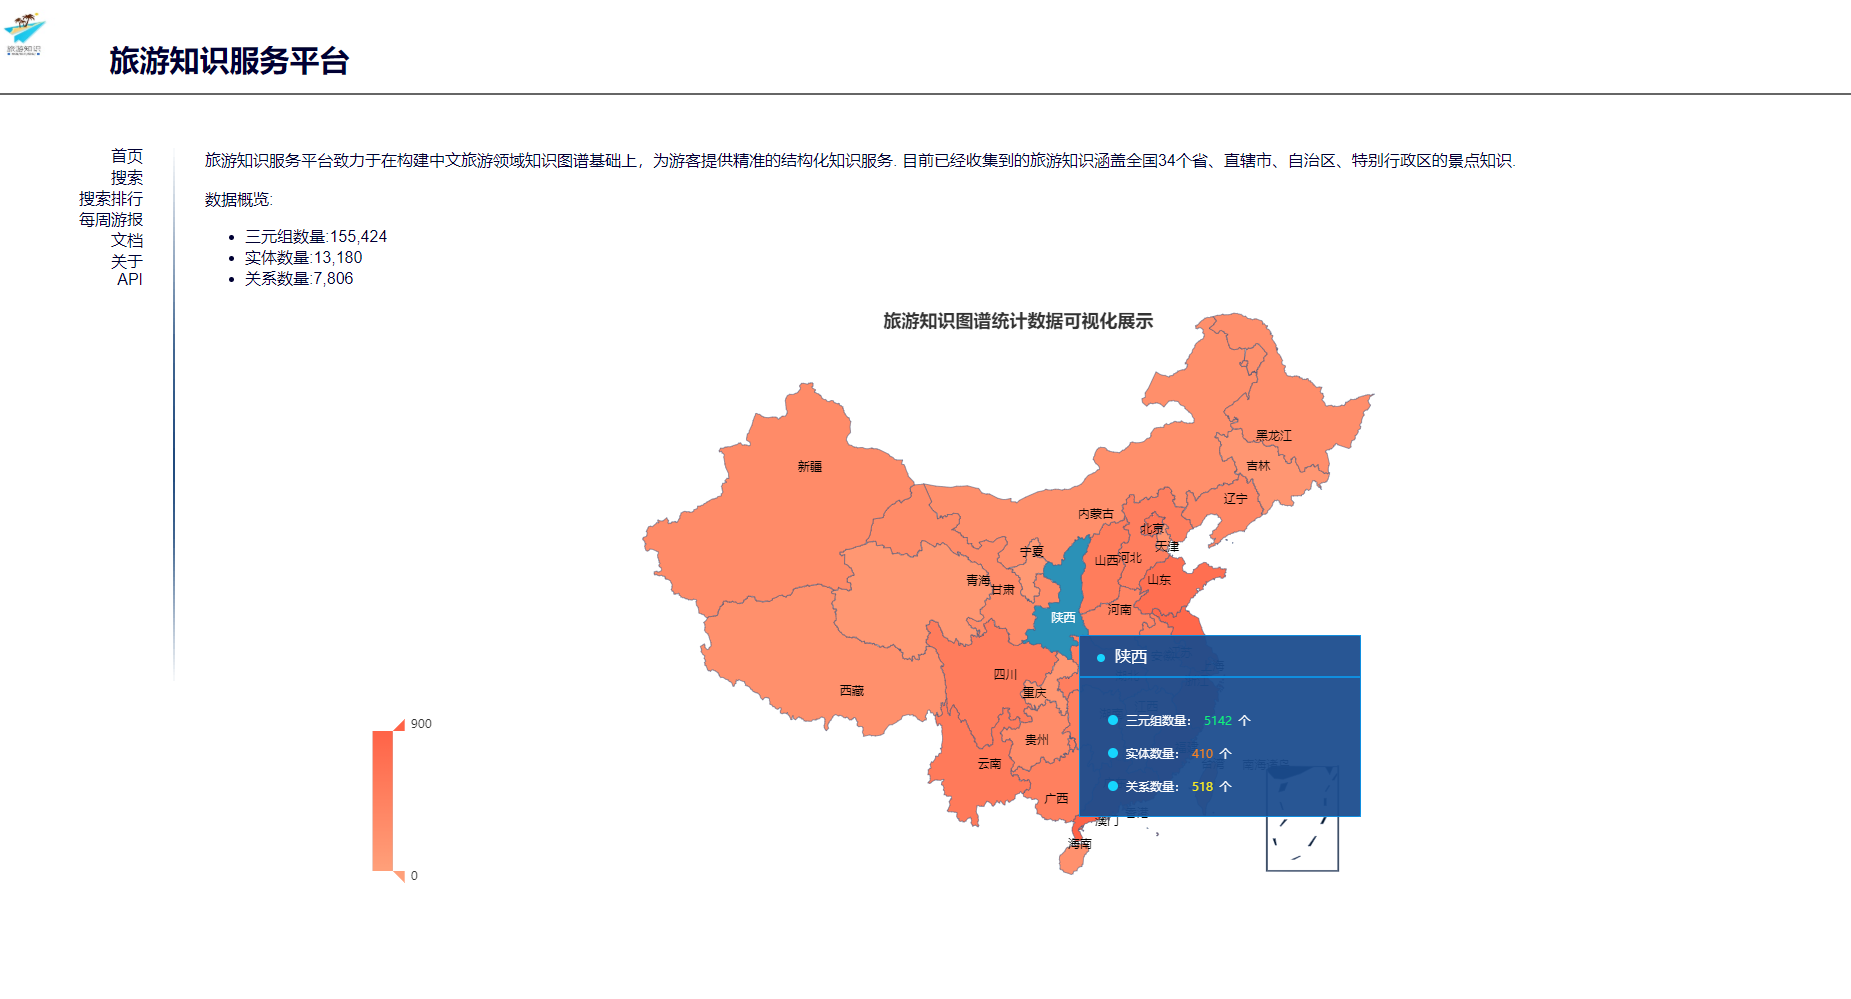 旅游知识
旅游知识服务平台
首页
搜索
搜索排行
每周游报
文档
关于
API
旅游知识服务平台致力于在构建中文旅游领域知识图谱基础上，为游客提供精准的结构化知识服务. 目前已经收集到的旅游知识涵盖全国34个省、直辖市、自治区、特别行政区的景点知识.
数据概览:
三元组数量:155,424
实体数量:13,180
关系数量:7,806
旅游知识图谱统计数据可视化展示
黑龙江
吉林
新疆
辽宁
内蒙古
北京
天津
宁夏
山西
河北
青海
甘肃
山东
河南
陕西
四川
重庆
西藏
贵州
云南
广西
澳门
香港
海南
南海诸岛
陕西
三元组数量： 5142 个
实体数量： 410 个
关系数量： 518 个
900
0